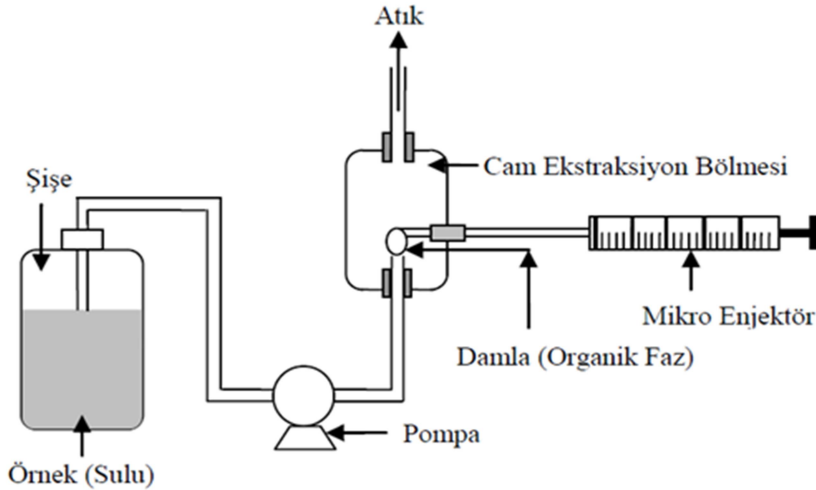 Atık
Cam Ekstraksiyon Bölmesi
Şişe
Mikro Enjektör
Damla (Organik Faz)
Pompa
Örnek (Sulu)